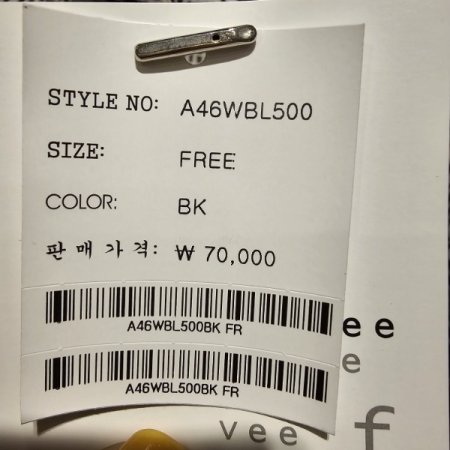 STYLE NO: A46WBL500
SIZE: FREE
COLOR: BK
판매가격: ₩ 70,000
A46WBL500BK FR
ee
e
A46WBL500BK FR
vee f